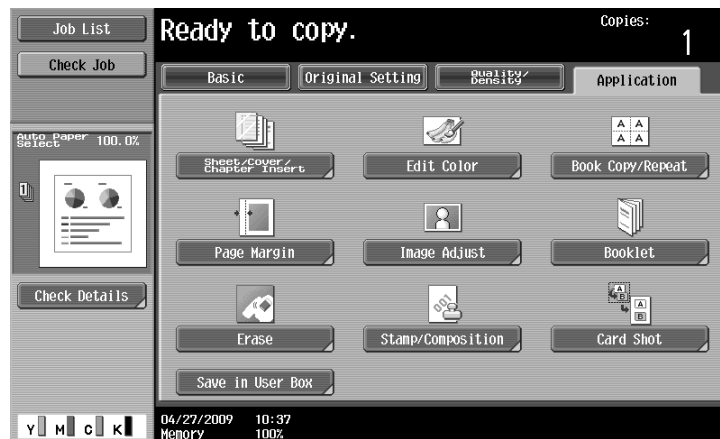 Job List
Check Job
Ready to copy.
Copies:
1
Basic
Original Setting
Quality/
Density
Application
Auto Paper
Select
100.0%
1
Sheet/Cover/
Chapter Insert
Edit Color
A A
A A
Book Copy/Repeat
Page Margin
Image Adjust
Booklet
Erase
001
Stamp/Composition
A
B
A
B
Card Shot
Check Details
Save in User Box
Y M C K
04/27/2009 10:37
Memory 100%